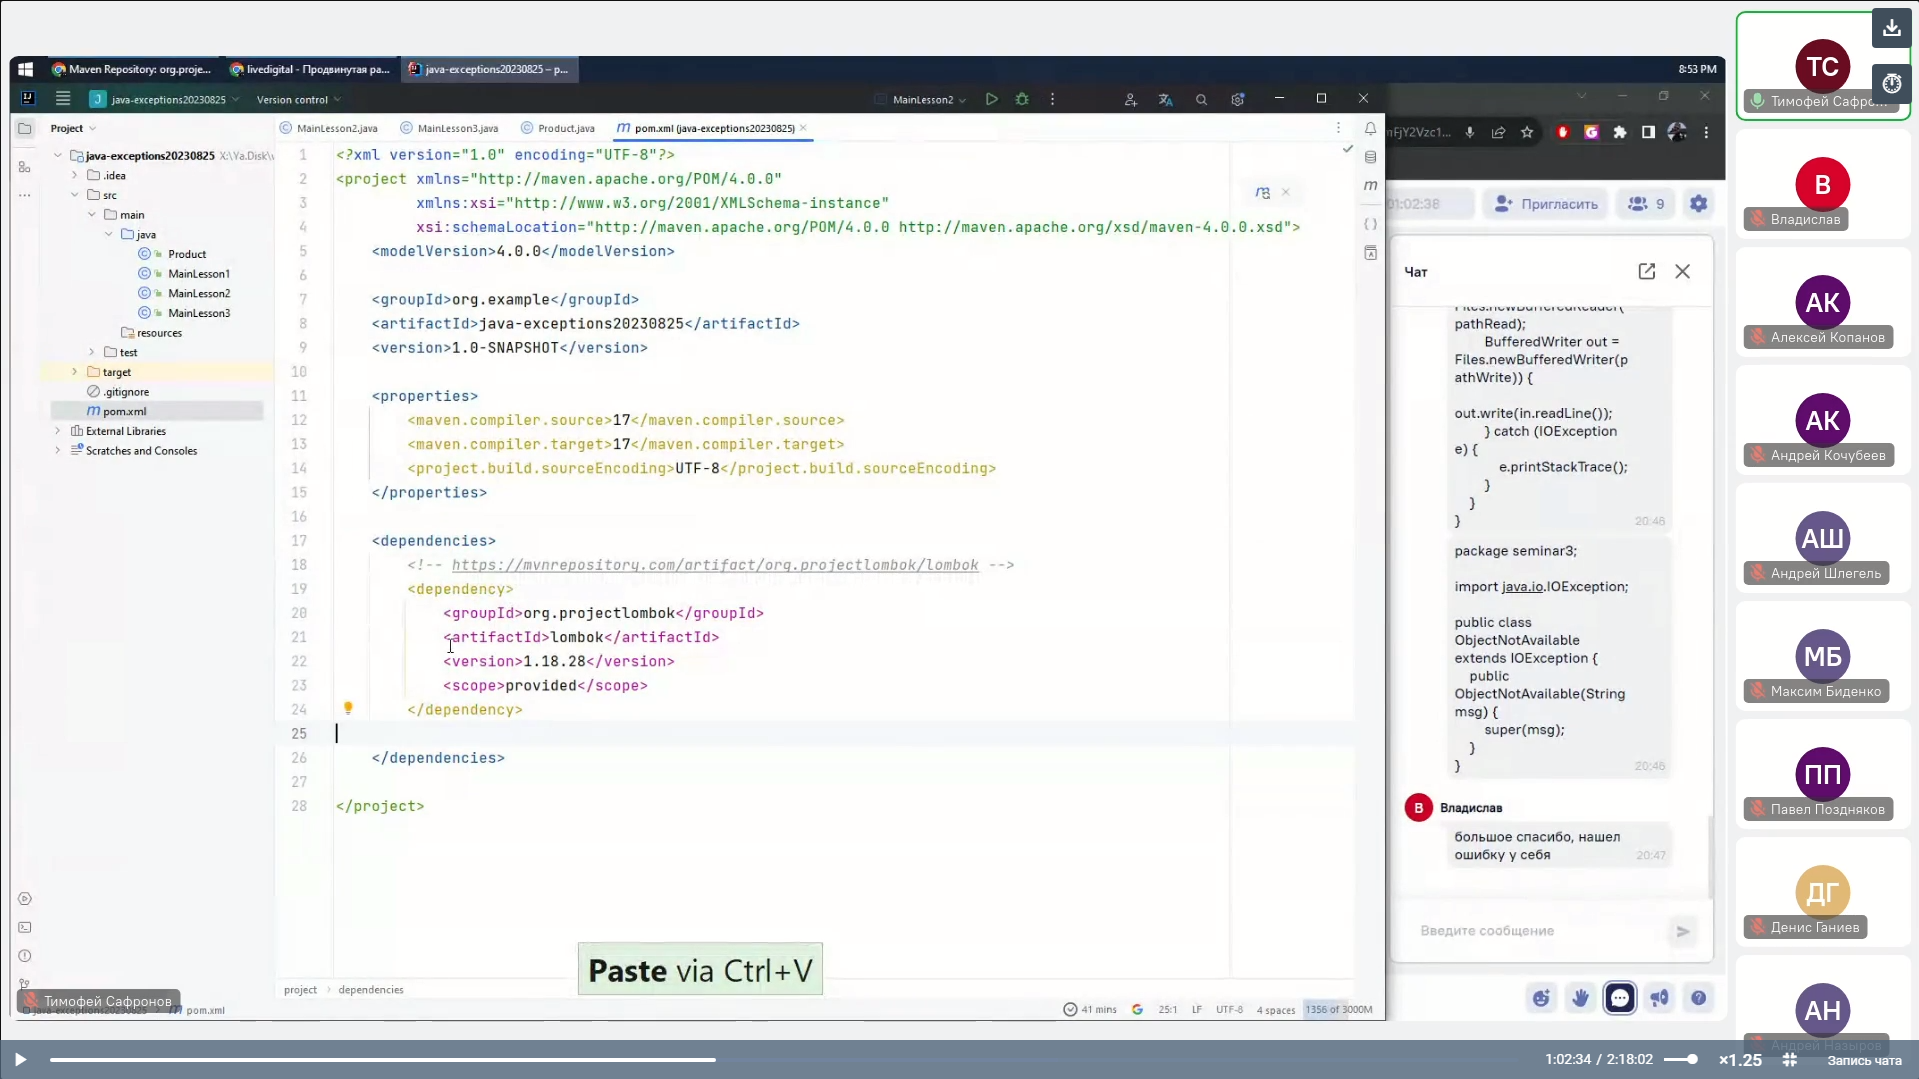 Maven Repository: org.proje...
livedigital - Продвинутая ра...
java-exceptions20230825 – p...
8:53 PM
J
java-exceptions20230825
Version control
MainLesson2
Project
MainLesson2.java
MainLesson3.java
Product.java
pom.xml (java-exceptions20230825)
java-exceptions20230825 X:\Ya.Disk\
.idea
src
main
java
Product
MainLesson1
MainLesson2
MainLesson3
resources
test
target
.gitignore
pom.xml
External Libraries
Scratches and Consoles
1 <?xml version="1.0" encoding="UTF-8"?>
2 <project xmlns="http://maven.apache.org/POM/4.0.0"
3 xmlns:xsi="http://www.w3.org/2001/XMLSchema-instance"
4 xsi:schemaLocation="http://maven.apache.org/POM/4.0.0 http://maven.apache.org/xsd/maven-4.0.0.xsd">
5 <modelVersion>4.0.0</modelVersion>
6
7 <groupId>org.example</groupId>
8 <artifactId>java-exceptions20230825</artifactId>
9 <version>1.0-SNAPSHOT</version>
10
11 <properties>
12 <maven.compiler.source>17</maven.compiler.source>
13 <maven.compiler.target>17</maven.compiler.target>
14 <project.build.sourceEncoding>UTF-8</project.build.sourceEncoding>
15 </properties>
16
17 <dependencies>
18 <!-- https://mvnrepository.com/artifact/org.projectlombok/lombok -->
19 <dependency>
20 <groupId>org.projectlombok</groupId>
21 <artifactId>lombok</artifactId>
22 <version>1.18.28</version>
23 <scope>provided</scope>
24 </dependency>
25
26 </dependencies>
27
28 </project>
Paste via Ctrl+V
project > dependencies
Тимофей Сафронов
java-exceptions20230825
pom.xml
41 mins
25:1
LF
UTF-8
4 spaces
1356 of 3000M
nFjY2Vzc1...
01:02:38
Пригласить
9
Чат
Files.newBufferedReader(
pathRead);
BufferedWriter out =
Files.newBufferedWriter(p
athWrite)) {
out.write(in.readLine());
} catch (IOException
e) {
e.printStackTrace();
}
}
}
20:46
package seminar3;
import java.io.IOException;
public class
ObjectNotAvailable
extends IOException {
public
ObjectNotAvailable(String
msg) {
super(msg);
}
}
20:46
В
Владислав
большое спасибо, нашел
ошибку у себя
20:47
Введите сообщение
ТС
Тимофей Сафро...
В
Владислав
АК
Алексей Копанов
АК
Андрей Кочубеев
АШ
Андрей Шлегель
МБ
Максим Биденко
ПП
Павел Поздняков
ДГ
Денис Ганиев
АН
Андрей Назыров
1:02:34 / 2:18:02
×1.25
Запись чата